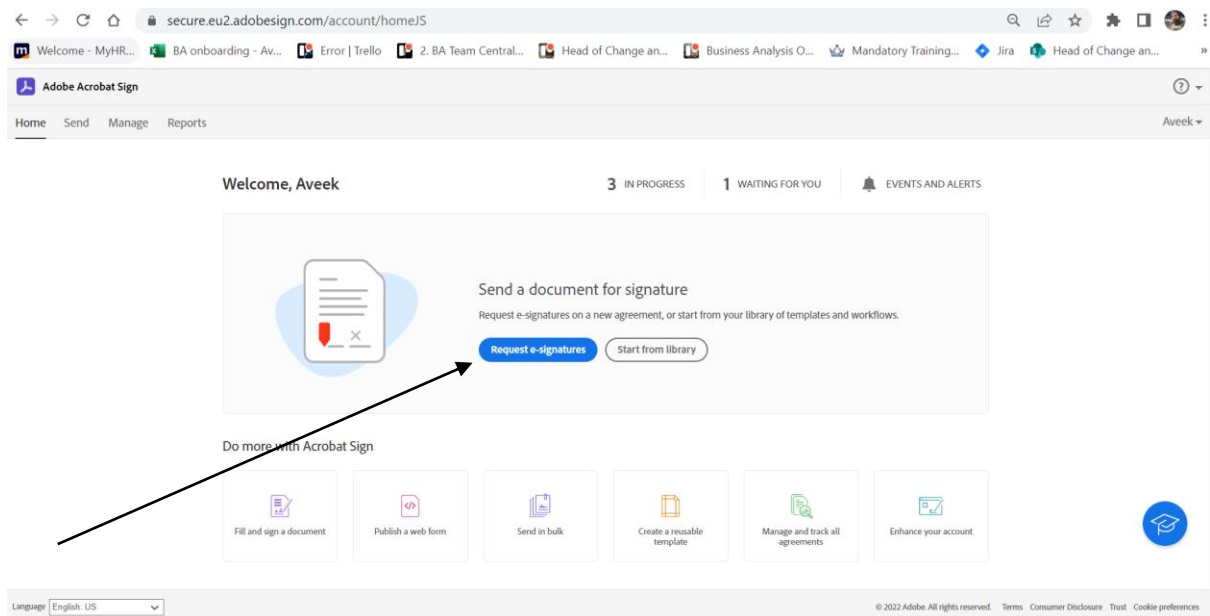 secure.eu2.adobesign.com/account/homeJS
Welcome - MyHR... BA onboarding - Av... Error | Trello 2. BA Team Central... Head of Change an... Business Analysis O... Mandatory Training... Jira Head of Change an... »
Adobe Acrobat Sign
Home Send Manage Reports Aveek
Welcome, Aveek 3 IN PROGRESS 1 WAITING FOR YOU EVENTS AND ALERTS
Send a document for signature
Request e-signatures on a new agreement, or start from your library of templates and workflows.
Request e-signatures Start from library
Do more with Acrobat Sign
Fill and sign a document
Publish a web form
Send in bulk
Create a reusable
template
Manage and track all
agreements
Enhance your account
Language English: US © 2022 Adobe. All rights reserved. Terms Consumer Disclosure Trust Cookie preferences